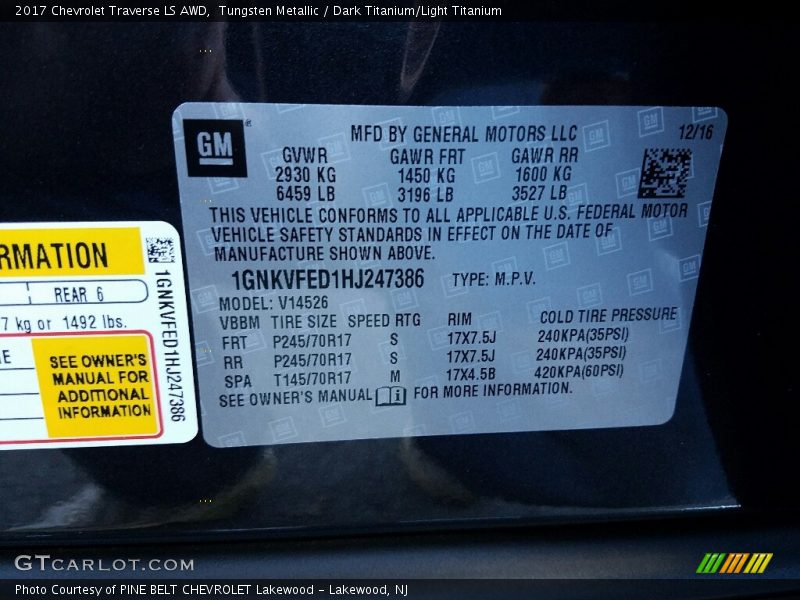 2017 Chevrolet Traverse LS AWD,  Tungsten Metallic / Dark Titanium/Light Titanium
GM
MFD BY GENERAL MOTORS LLC 12/16
GVWR GAWR FRT GAWR RR
2930 KG 1450 KG 1600 KG
6459 LB 3196 LB 3527 LB
THIS VEHICLE CONFORMS TO ALL APPLICABLE U.S. FEDERAL MOTOR
VEHICLE SAFETY STANDARDS IN EFFECT ON THE DATE OF
MANUFACTURE SHOWN ABOVE.
1GNKVFED1HJ247386 TYPE: M.P.V.
MODEL: V14526
VBBM TIRE SIZE SPEED RTG RIM COLD TIRE PRESSURE
FRT P245/70R17 S 17X7.5J 240KPA(35PSI)
RR P245/70R17 S 17X7.5J 240KPA(35PSI)
SPA T145/70R17 M 17X4.5B 420KPA(60PSI)
SEE OWNER'S MANUAL i FOR MORE INFORMATION.
RMATION
REAR 6
7 kg or 1492 lbs.
E
SEE OWNER'S
MANUAL FOR
ADDITIONAL
INFORMATION
1GNKVFED1HJ247386
GTCARLOT.COM
Photo Courtesy of PINE BELT CHEVROLET Lakewood - Lakewood, NJ